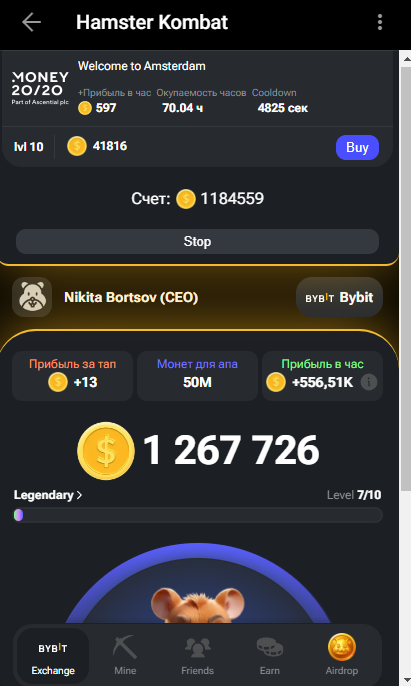 Hamster Kombat
MONEY
20/20
Part of Ascential plc
Welcome to Amsterdam
+Прибыль в час Окупаемость часов Cooldown
597 70.04 ч 4825 сек
lvl 10 41816 Buy
Счет: 1184559
Stop
Nikita Bortsov (CEO) BYBIT Bybit
Прибыль за тап Монет для апа Прибыль в час
+13 50M +556,51K
1 267 726
Legendary > Level 7/10
BYBIT
Exchange Mine Friends Earn Airdrop